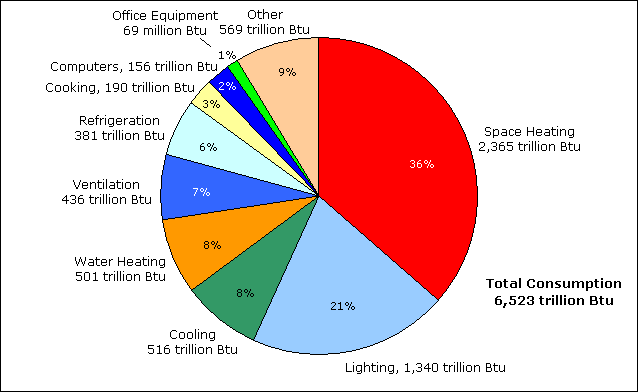 Office Equipment
69 million Btu
Other
569 trillion Btu
1%
9%
Computers, 156 trillion Btu
2%
Cooking, 190 trillion Btu
3%
Refrigeration
381 trillion Btu
6%
Space Heating
2,365 trillion Btu
36%
Ventilation
436 trillion Btu
7%
Water Heating
501 trillion Btu
8%
Total Consumption
6,523 trillion Btu
8%
21%
Cooling
516 trillion Btu
Lighting, 1,340 trillion Btu